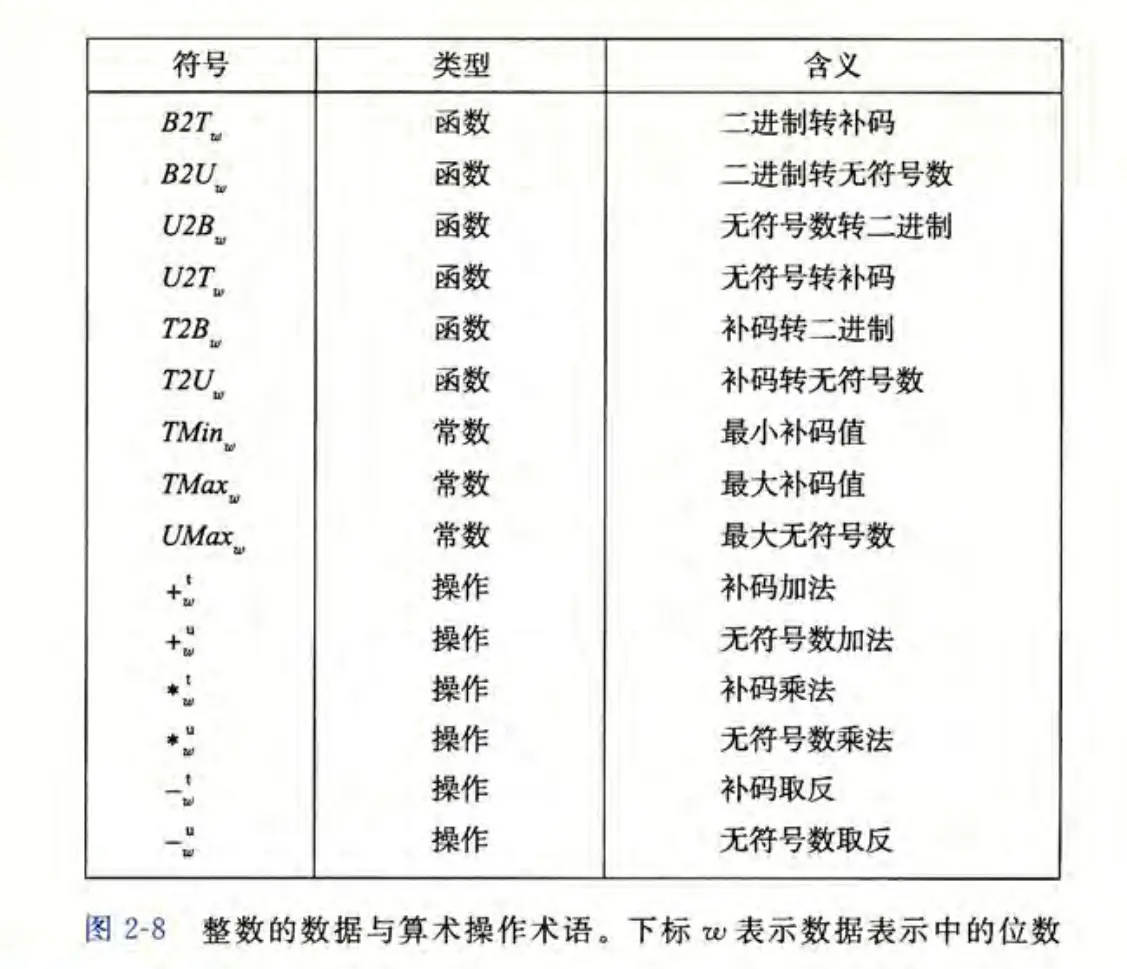 符号 类型 含义
B2T_w 函数 二进制转补码
B2U_w 函数 二进制转无符号数
U2B_w 函数 无符号数转二进制
U2T_w 函数 无符号转补码
T2B_w 函数 补码转二进制
T2U_w 函数 补码转无符号数
TMin_w 常数 最小补码值
TMax_w 常数 最大补码值
UMax_w 常数 最大无符号数
+^t_w 操作 补码加法
+^u_w 操作 无符号数加法
*^t_w 操作 补码乘法
*^u_w 操作 无符号数乘法
-^t_w 操作 补码取反
-^u_w 操作 无符号数取反
图 2-8 整数的数据与算术操作术语。下标 w 表示数据表示中的位数